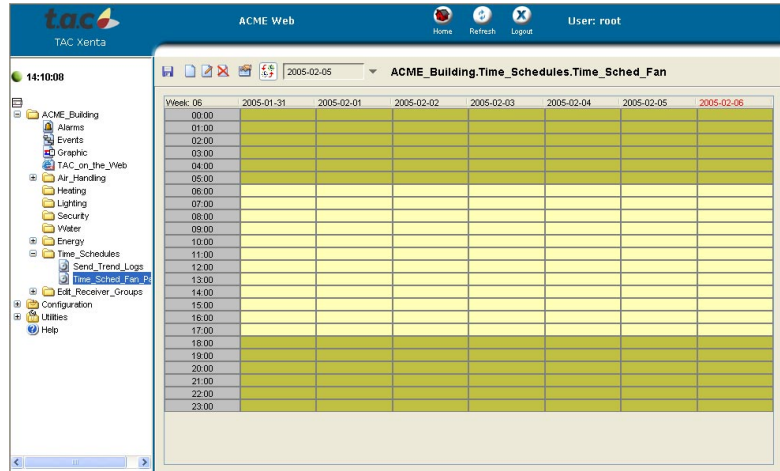 t.a.c
TAC Xenta
ACME Web
Home
Refresh
Logout
User: root
14:10:08
2005-02-05
ACME_Building.Time_Schedules.Time_Sched_Fan
ACME_Building
Alarms
Events
Graphic
TAC_on_the_Web
Air_Handling
Heating
Lighting
Security
Water
Energy
Time_Schedules
Send_Trend_Logs
Time_Sched_Fan_Pa
Edit_Receiver_Groups
Configuration
Utilities
Help
Week: 06 2005-01-31 2005-02-01 2005-02-02 2005-02-03 2005-02-04 2005-02-05 2005-02-06
00:00
01:00
02:00
03:00
04:00
05:00
06:00
07:00
08:00
09:00
10:00
11:00
12:00
13:00
14:00
15:00
16:00
17:00
18:00
19:00
20:00
21:00
22:00
23:00